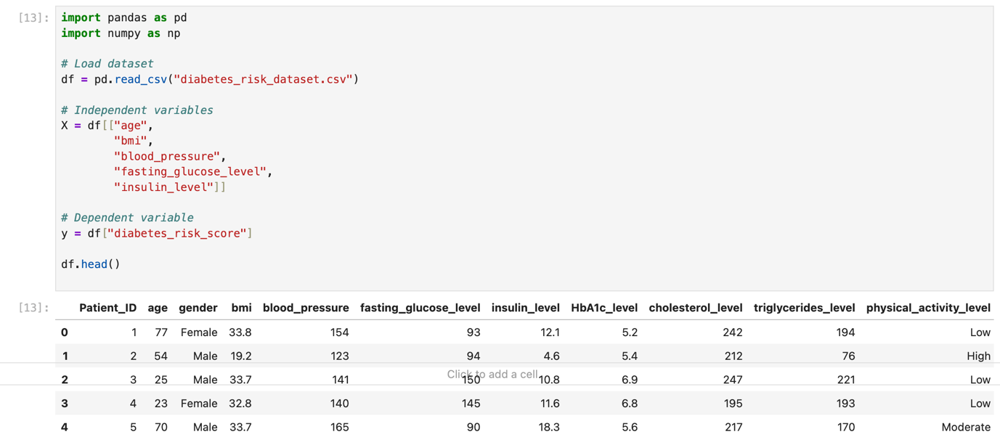 [13]: import pandas as pd
import numpy as np
# Load dataset
df = pd.read_csv("diabetes_risk_dataset.csv")
# Independent variables
X = df[["age",
"bmi",
"blood_pressure",
"fasting_glucose_level",
"insulin_level"]]
# Dependent variable
y = df["diabetes_risk_score"]
df.head()
[13]: Patient_ID age gender bmi blood_pressure fasting_glucose_level insulin_level HbA1c_level cholesterol_level triglycerides_level physical_activity_level
0 1 77 Female 33.8 154 93 12.1 5.2 242 194 Low
1 2 54 Male 19.2 123 94 4.6 5.4 212 76 High
Click to add a cell.
2 3 25 Male 33.7 141 150 10.8 6.9 247 221 Low
3 4 23 Female 32.8 140 145 11.6 6.8 195 193 Low
4 5 70 Male 33.7 165 90 18.3 5.6 217 170 Moderate